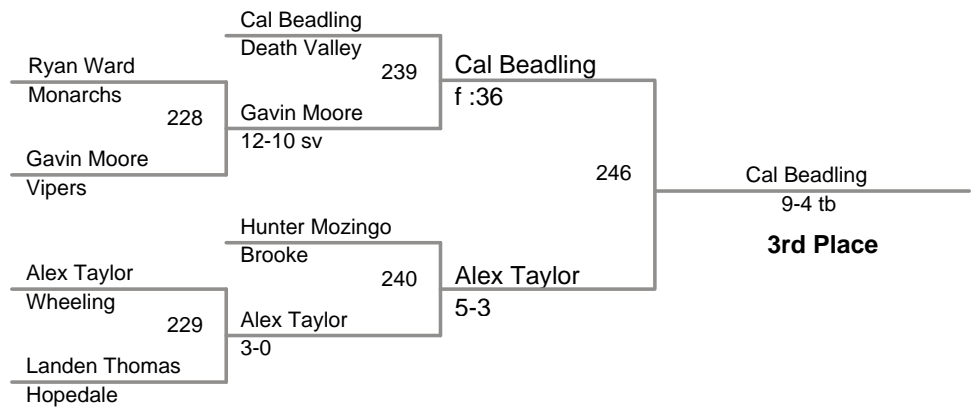 Cal Beadling
Death Valley
Ryan Ward
Monarchs
239
Cal Beadling
f :36
228
Gavin Moore
12-10 sv
Gavin Moore
Vipers
246
Cal Beadling
9-4 tb
3rd Place
Hunter Mozingo
Brooke
Alex Taylor
Wheeling
240
Alex Taylor
5-3
229
Alex Taylor
3-0
Landen Thomas
Hopedale